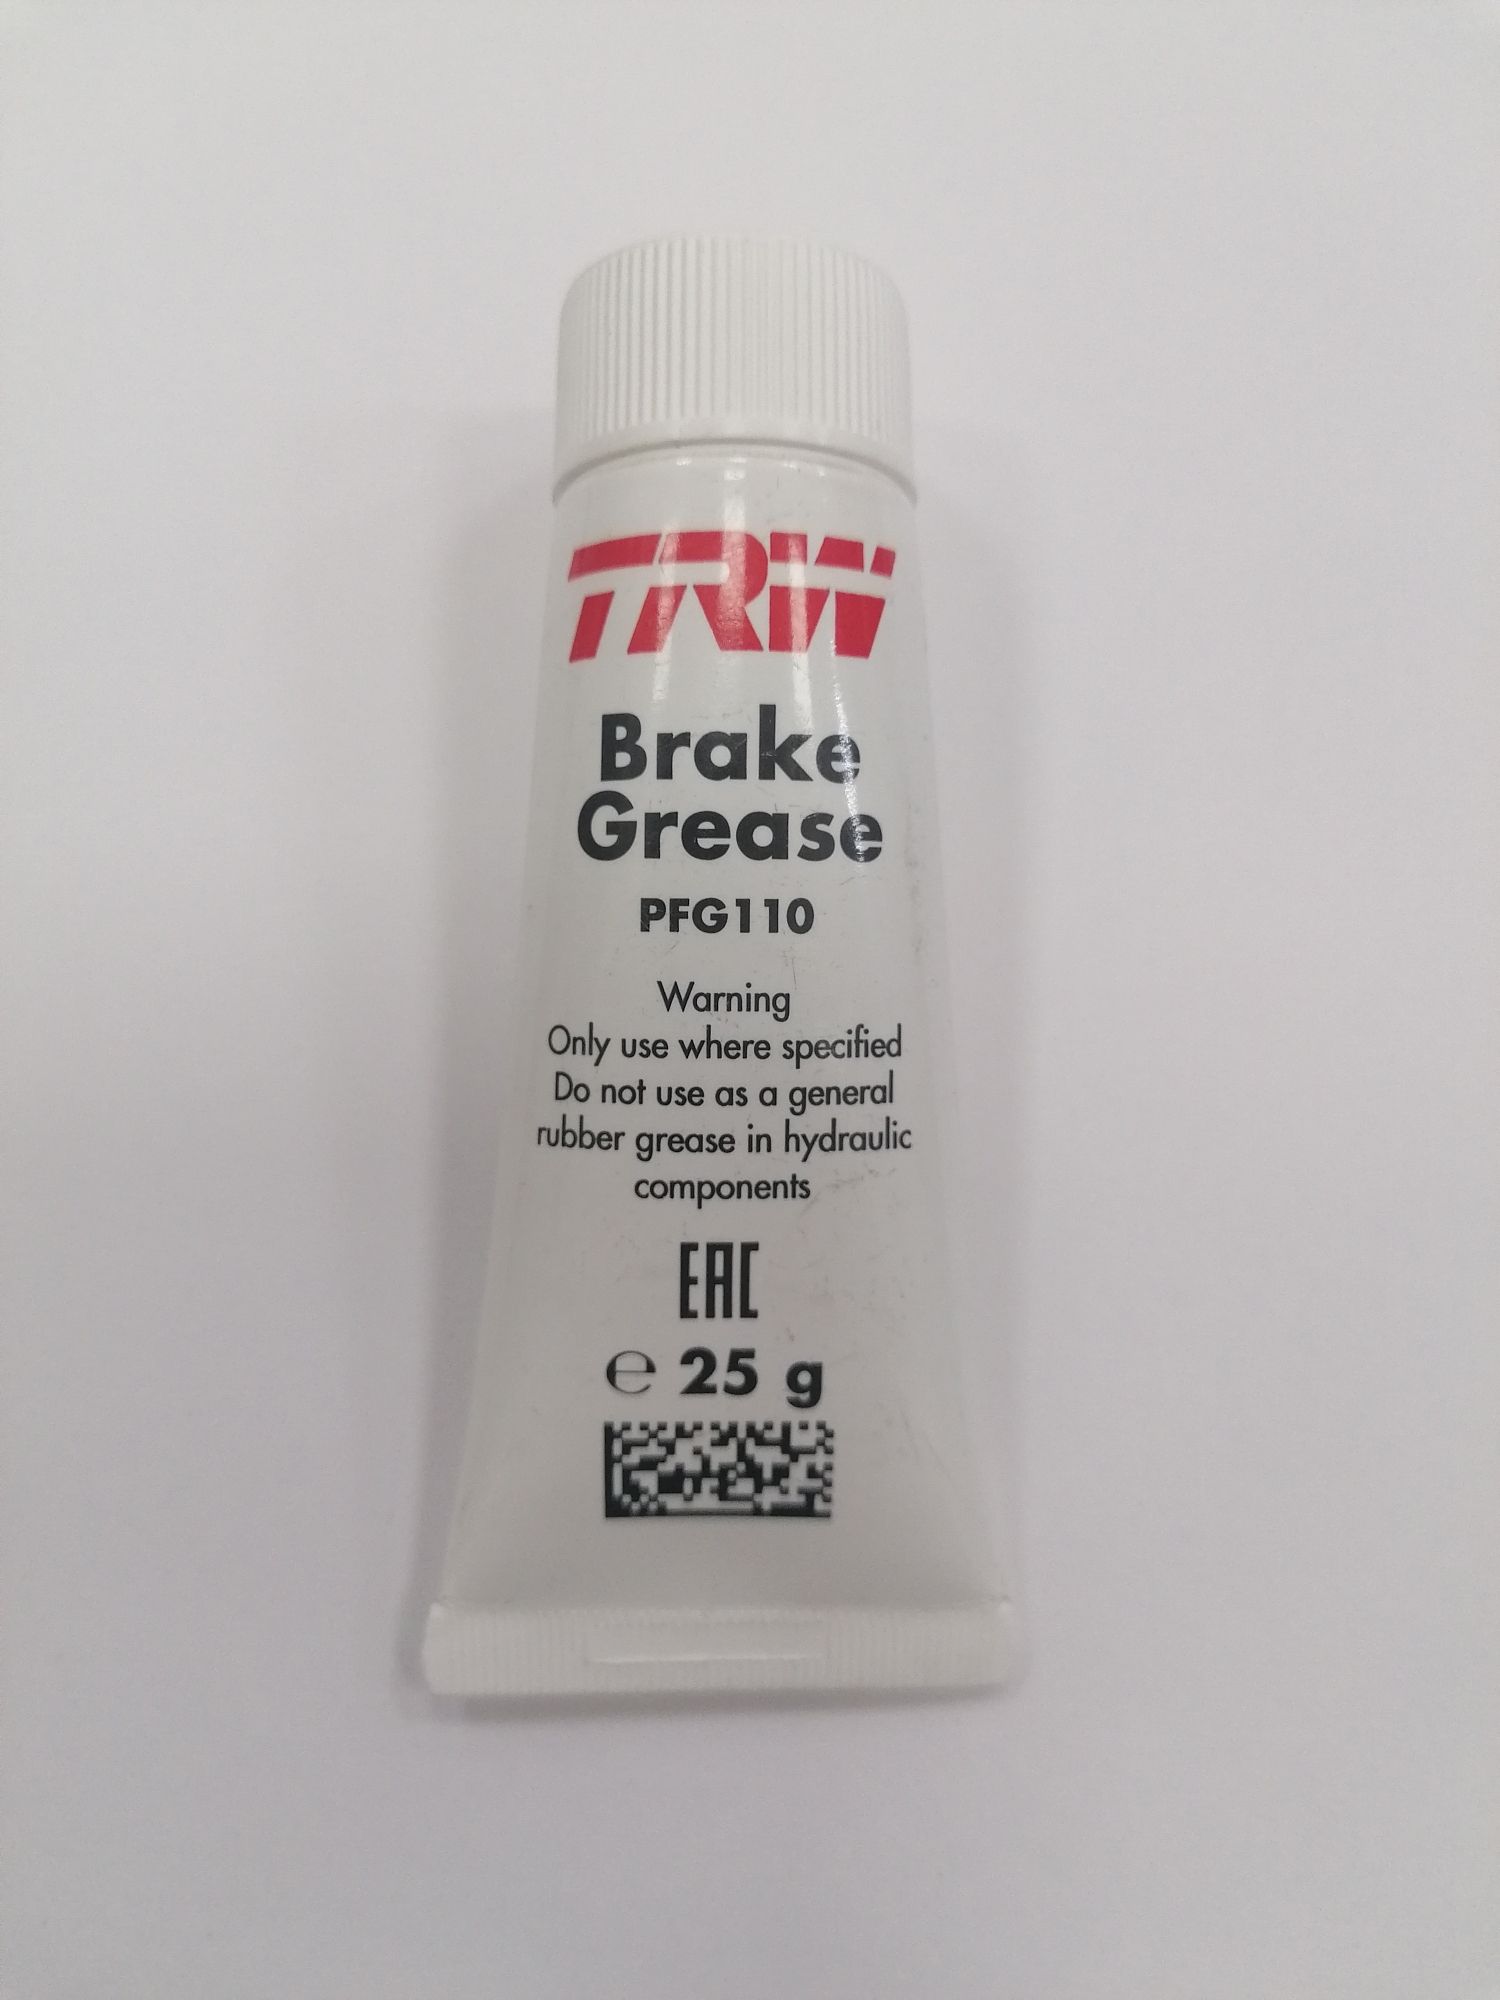 TRW
Brake
Grease
PFG110
Warning
Only use where specified
Do not use as a general
rubber grease in hydraulic
components
EAC
℮ 25 g